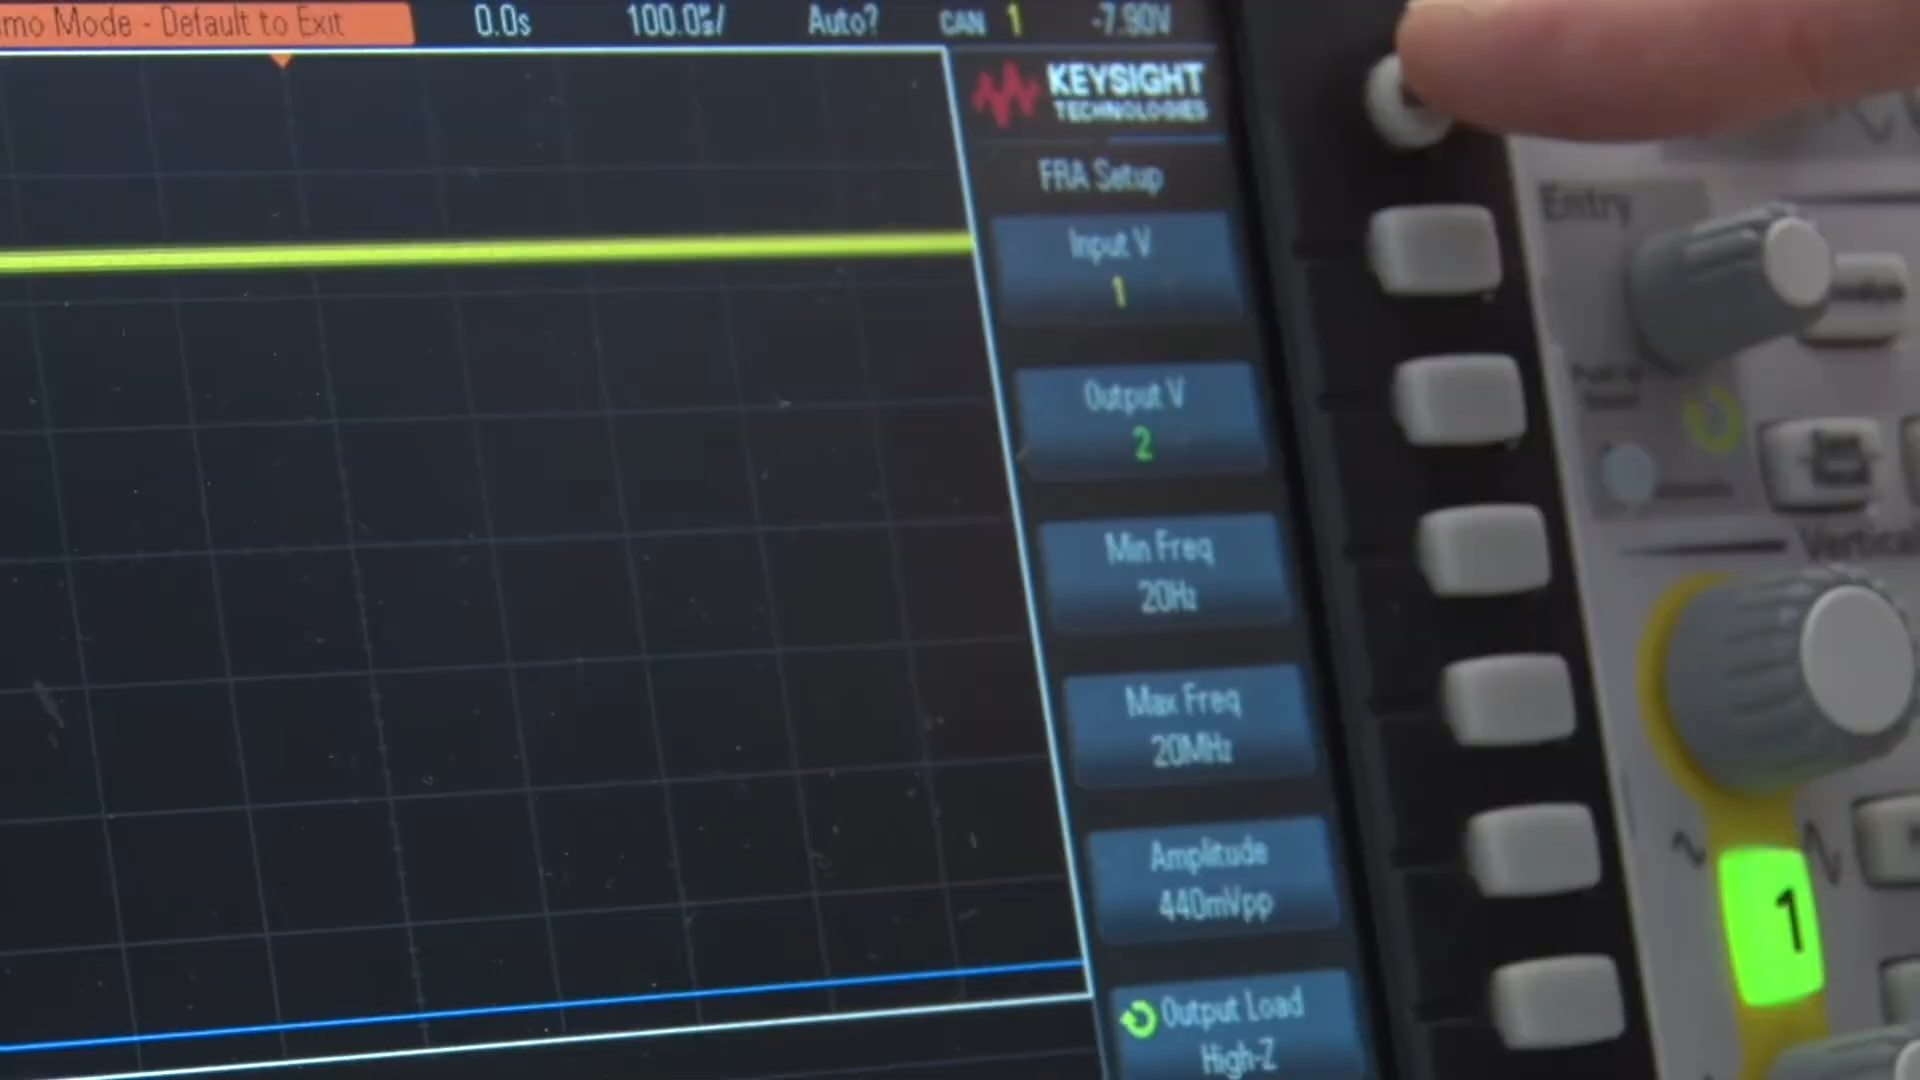 mo Mode - Default to Exit
0.0s
100.0㎲/
Auto?
CAN
1
-7.90V
KEYSIGHT
TECHNOLOGIES
FRA Setup
Input V
1
Output V
2
Min Freq
20Hz
Max Freq
20MHz
Amplitude
440mVpp
Output Load
High-Z
Entry
Vertical
1